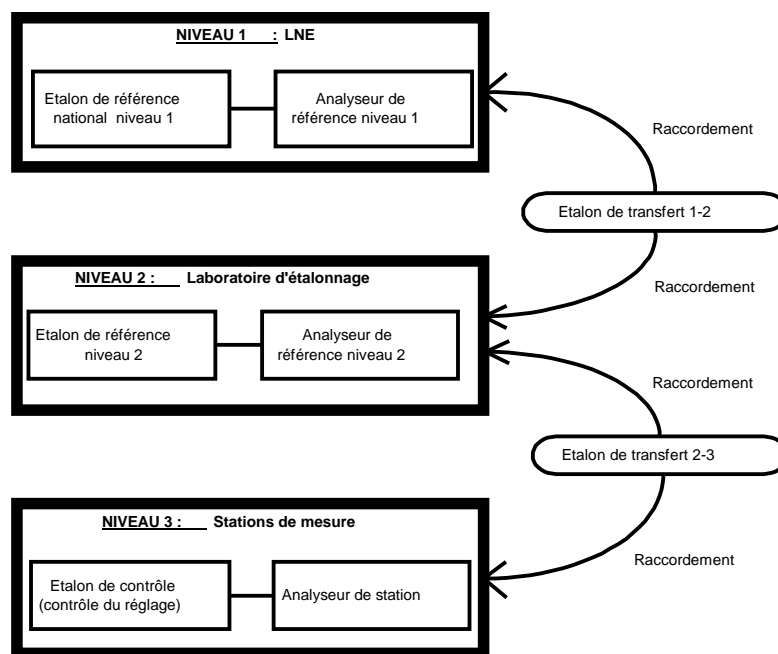 NIVEAU 1 : LNE
Etalon de référence
national niveau 1
Analyseur de
référence niveau 1
Raccordement
Etalon de transfert 1-2
Raccordement
NIVEAU 2 : Laboratoire d'étalonnage
Etalon de référence
niveau 2
Analyseur de
référence niveau 2
Raccordement
Etalon de transfert 2-3
Raccordement
NIVEAU 3 : Stations de mesure
Etalon de contrôle
(contrôle du réglage)
Analyseur de station